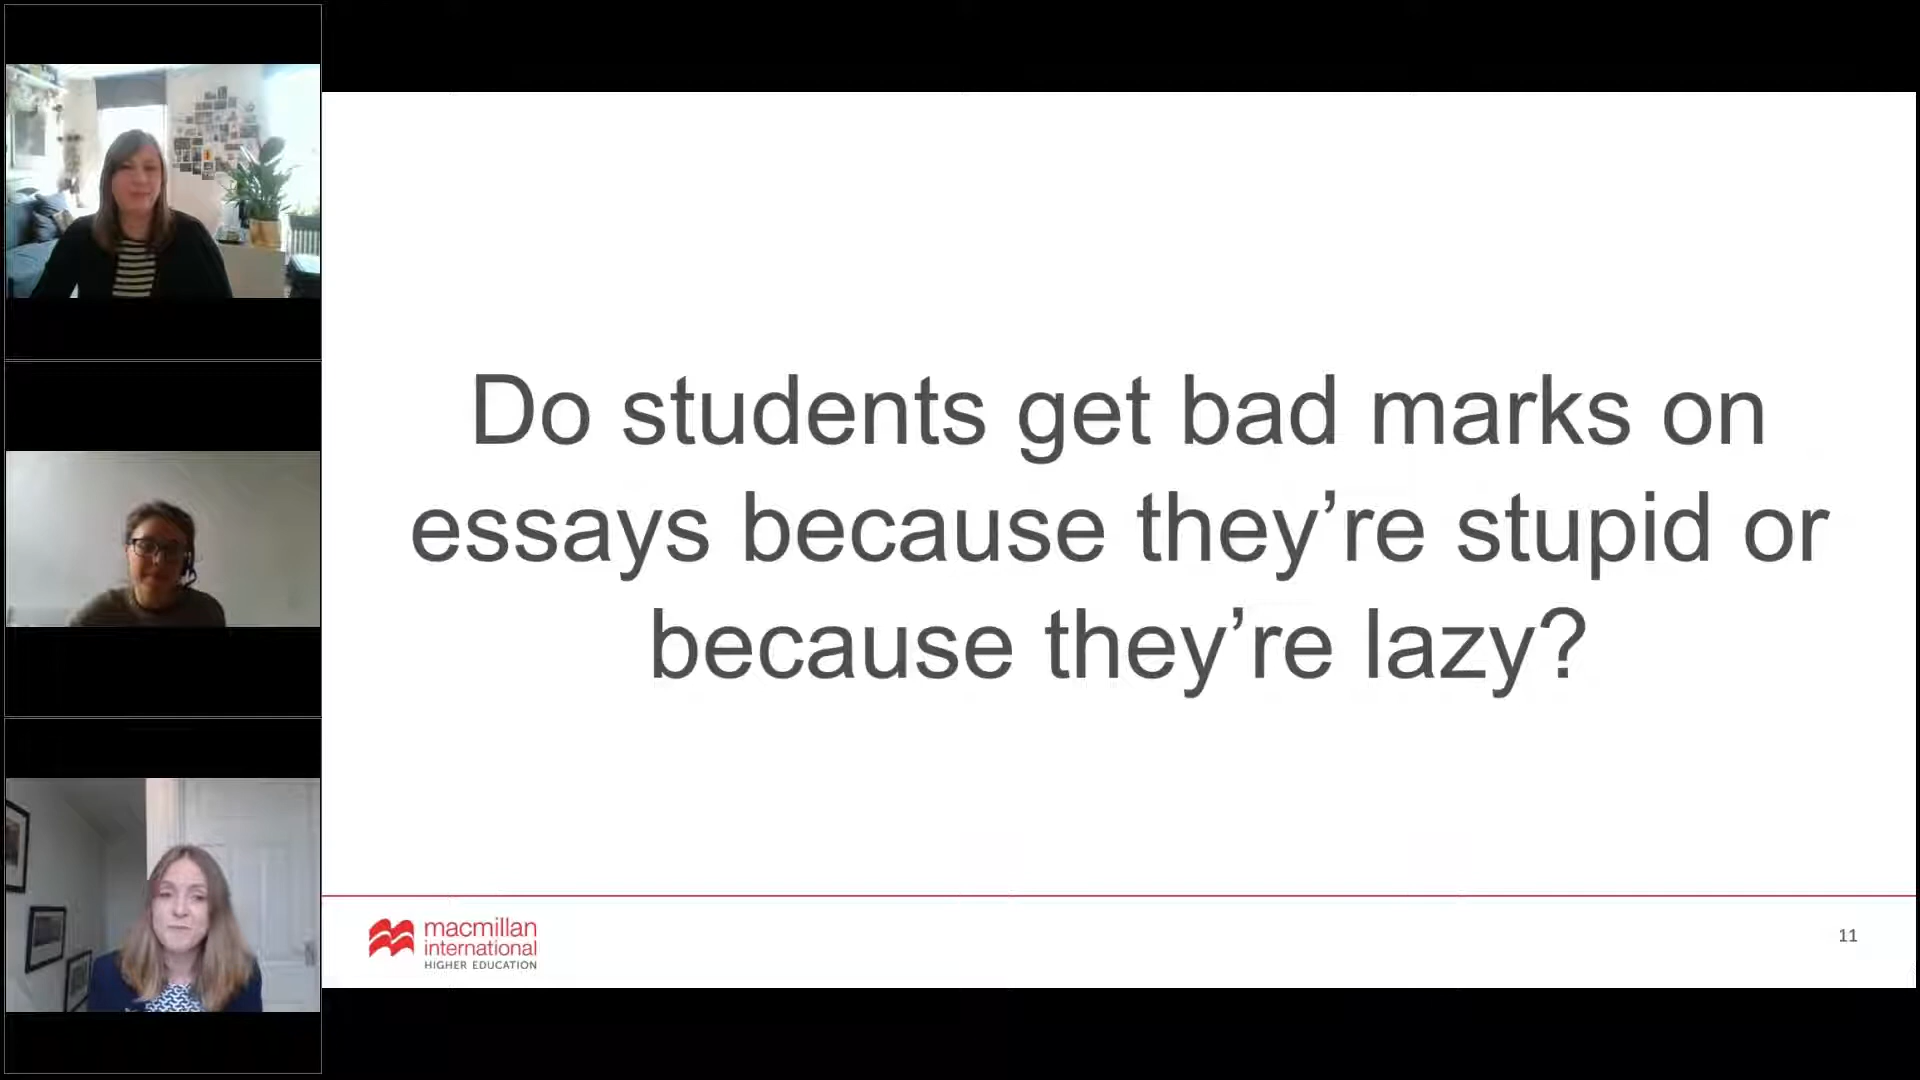 Do students get bad marks on
essays because they’re stupid or
because they’re lazy?
macmillan
international
HIGHER EDUCATION
11